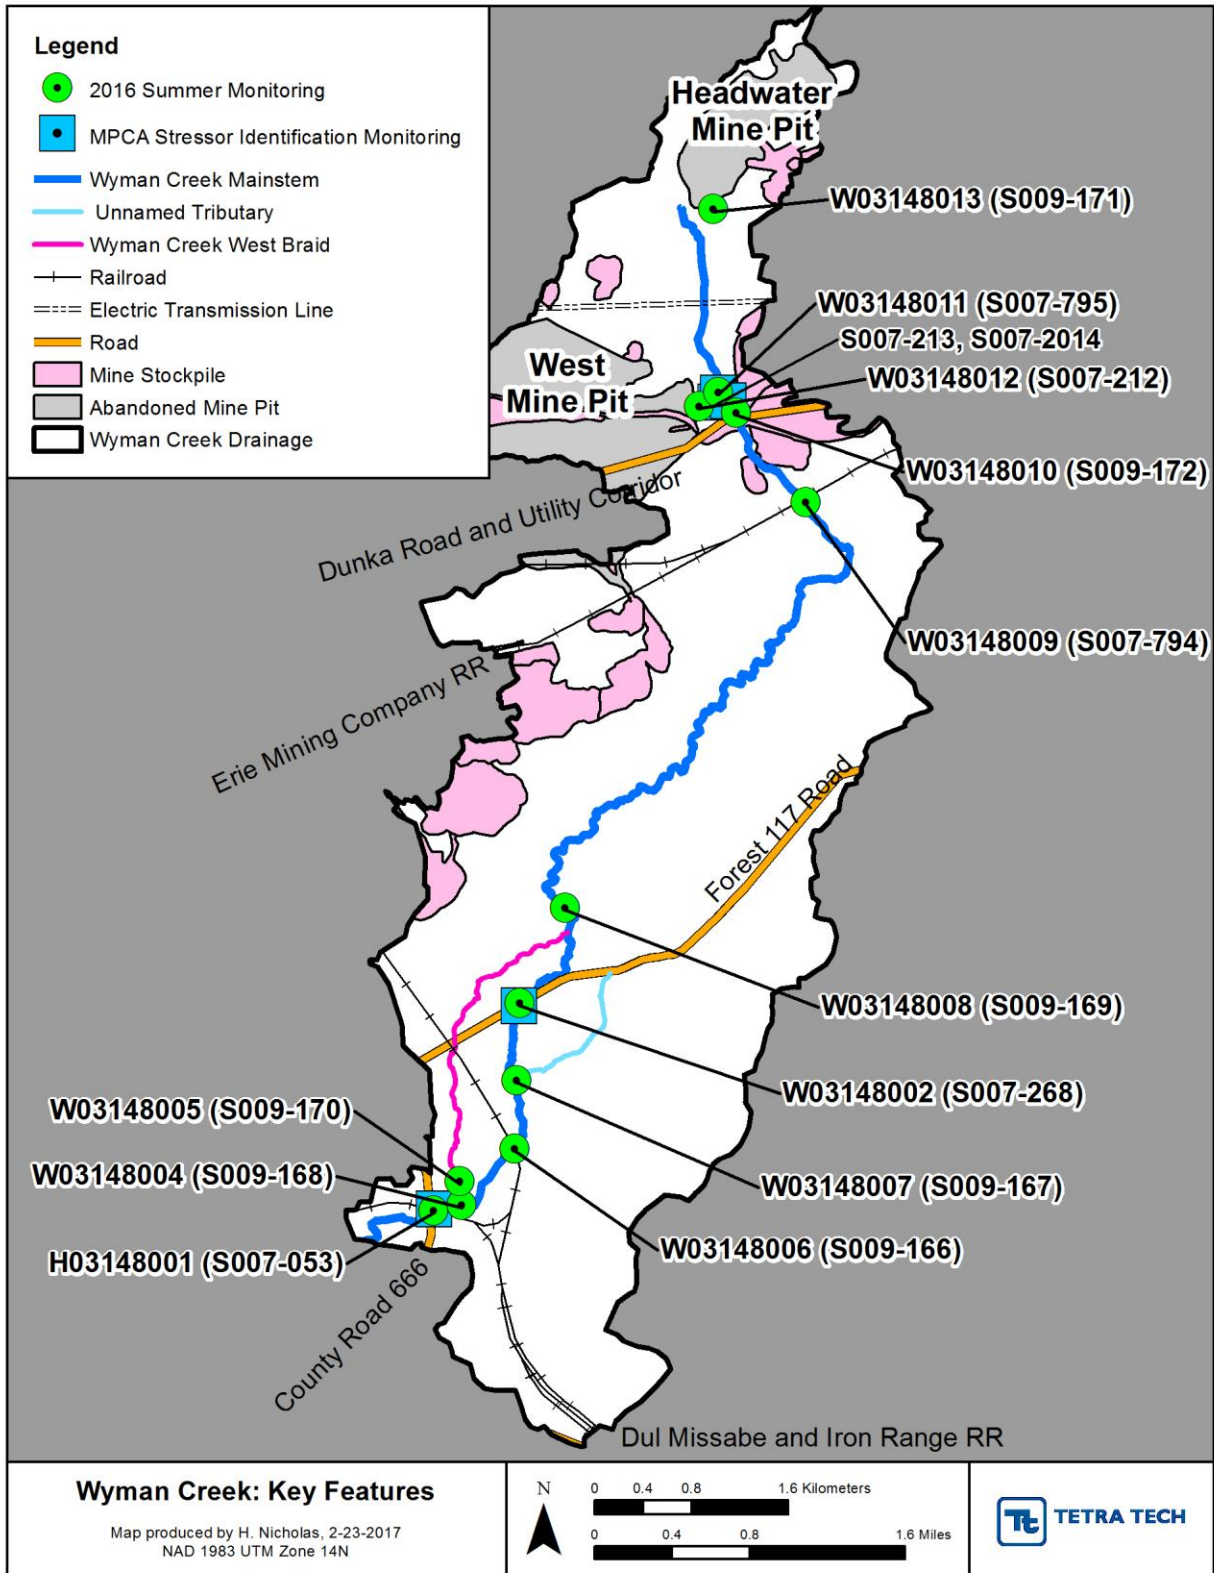 Legend
2016 Summer Monitoring
MPCA Stressor Identification Monitoring
Wyman Creek Mainstem
Unnamed Tributary
Wyman Creek West Braid
Railroad
Electric Transmission Line
Road
Mine Stockpile
Abandoned Mine Pit
Wyman Creek Drainage
Headwater
Mine Pit
W03148013 (S009-171)
W03148011 (S007-795)
S007-213, S007-2014
W03148012 (S007-212)
West
Mine Pit
W03148010 (S009-172)
Dunka Road and Utility Corridor
W03148009 (S007-794)
Erie Mining Company RR
Forest 117 Road
W03148008 (S009-169)
W03148002 (S007-268)
W03148005 (S009-170)
W03148004 (S009-168)
W03148007 (S009-167)
H03148001 (S007-053)
W03148006 (S009-166)
County Road 666
Dul Missabe and Iron Range RR
Wyman Creek: Key Features
Map produced by H. Nicholas, 2-23-2017
NAD 1983 UTM Zone 14N
N
0 0.4 0.8 1.6 Kilometers
0 0.4 0.8 1.6 Miles
Tt TETRA TECH